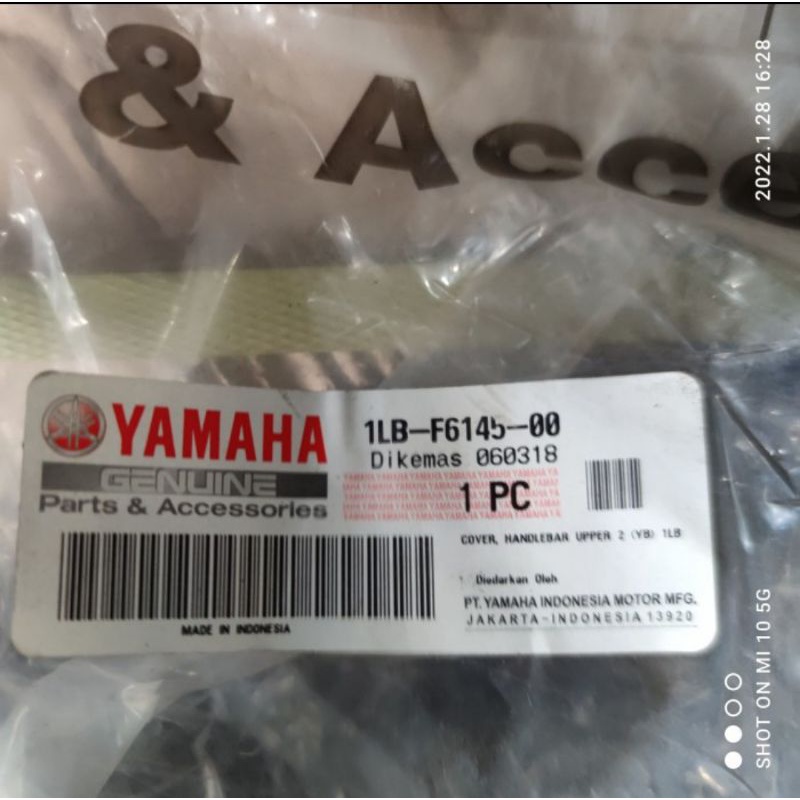 & Acce
2022.1.28 16:28
YAMAHA
GENUINE
Parts & Accessories
1LB-F6145-00
Dikemas 060318
1 PC
COVER, HANDLEBAR UPPER 2 (YB) 1LB
Diedarkan Oleh
PT. YAMAHA INDONESIA MOTOR MFG.
JAKARTA-INDONESIA 13920
MADE IN INDONESIA
SHOT ON MI 10 5G